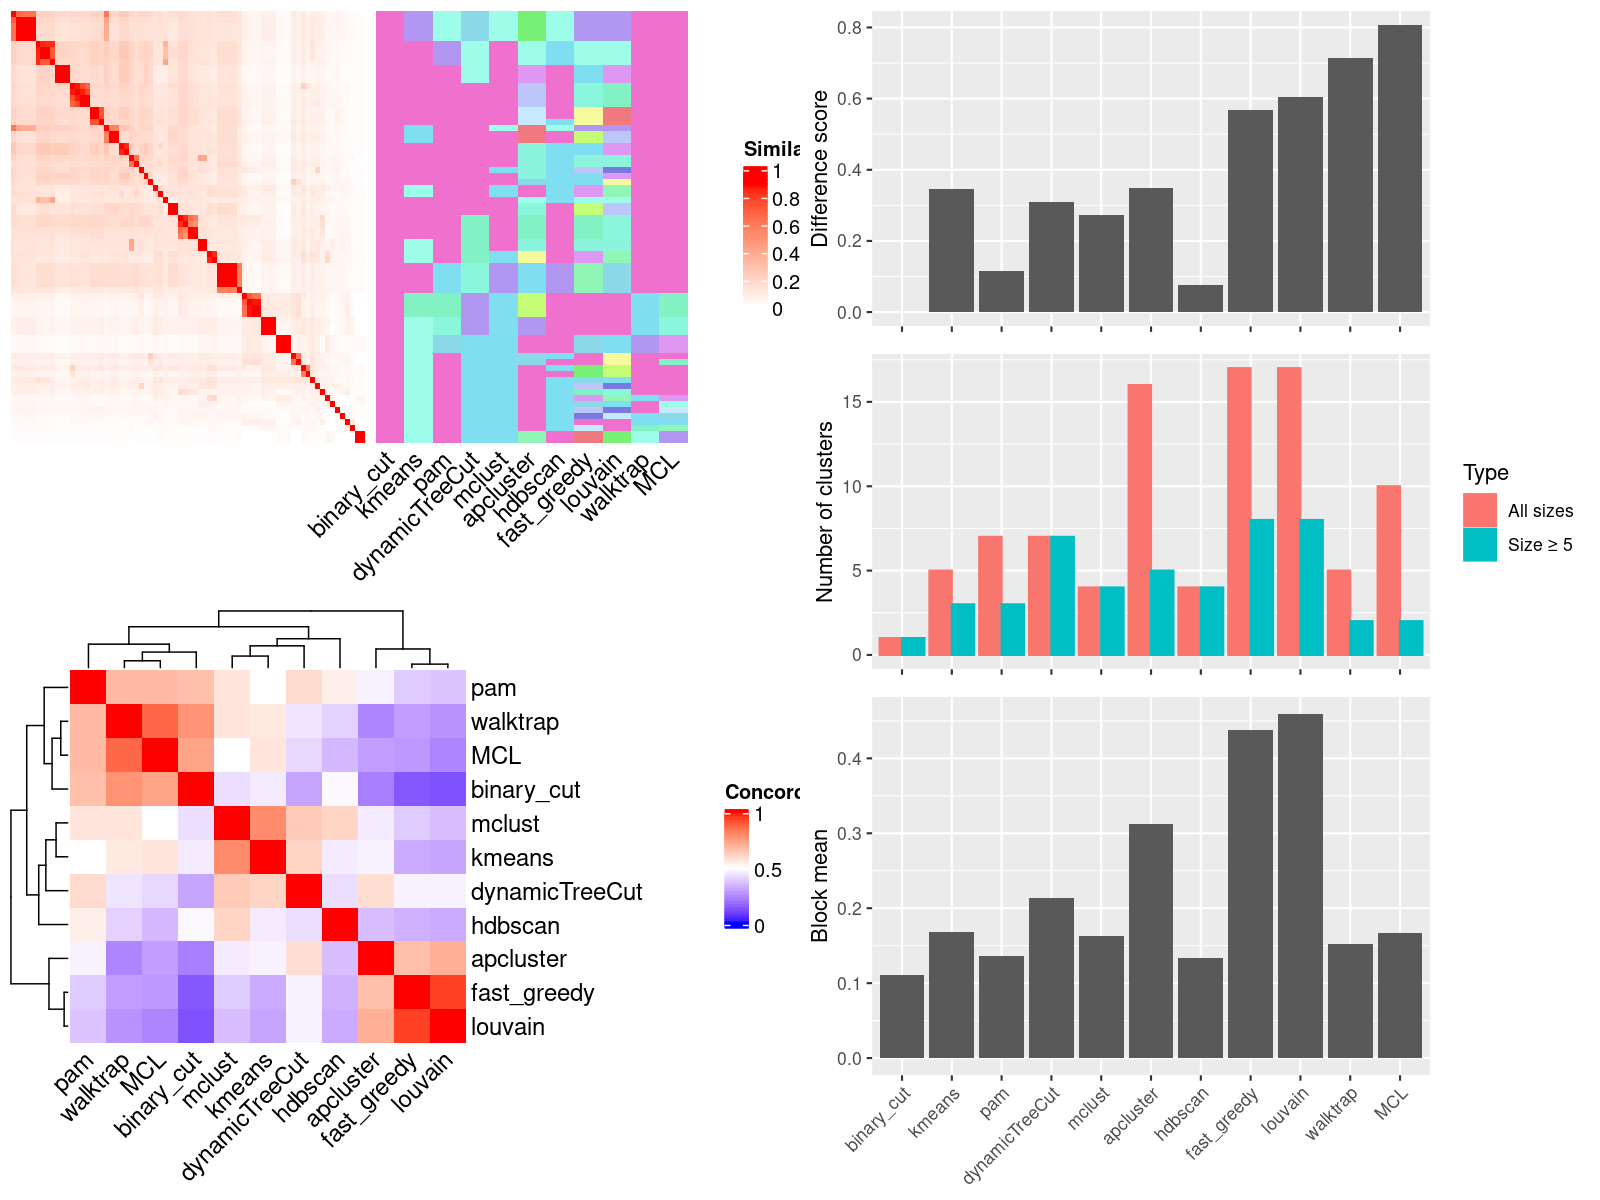 Simila
1
0.8
0.6
0.4
0.2
0
binary_cut
kmeans
pam
dynamicTreeCut
mclust
apcluster
hdbscan
fast_greedy
louvain
walktrap
MCL
Difference score
0.8
0.6
0.4
0.2
0.0
Number of clusters
15
10
5
0
Type
All sizes
Size ≥ 5
pam
walktrap
MCL
binary_cut
mclust
kmeans
dynamicTreeCut
hdbscan
apcluster
fast_greedy
louvain
pam
walktrap
MCL
binary_cut
mclust
kmeans
dynamicTreeCut
hdbscan
apcluster
fast_greedy
louvain
Concord
1
0.5
0
Block mean
0.4
0.3
0.2
0.1
0.0
binary_cut
kmeans
pam
dynamicTreeCut
mclust
apcluster
hdbscan
fast_greedy
louvain
walktrap
MCL